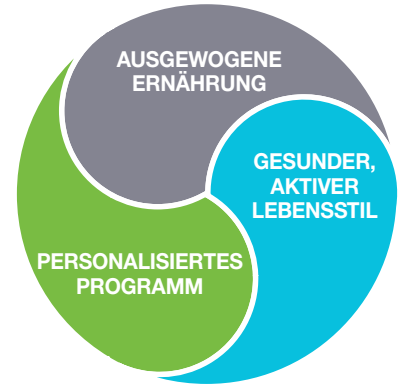 AUSGEWOGENE
ERNÄHRUNG
GESUNDER,
AKTIVER
LEBENSSTIL
PERSONALISIERTES
PROGRAMM